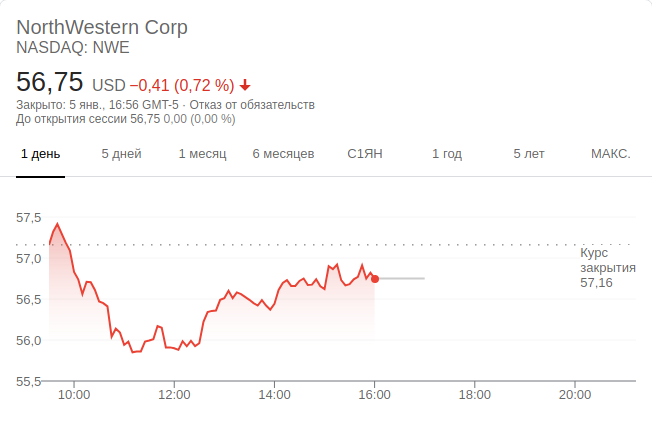 NorthWestern Corp
NASDAQ: NWE
56,75 USD −0,41 (0,72 %)
Закрыто: 5 янв., 16:56 GMT-5 · Отказ от обязательств
До открытия сессии 56,75 0,00 (0,00 %)
1 день 5 дней 1 месяц 6 месяцев С1ЯН 1 год 5 лет МАКС.
57,5
57,0
56,5
56,0
55,5
Курс
закрытия
57,16
10:00 12:00 14:00 16:00 18:00 20:00